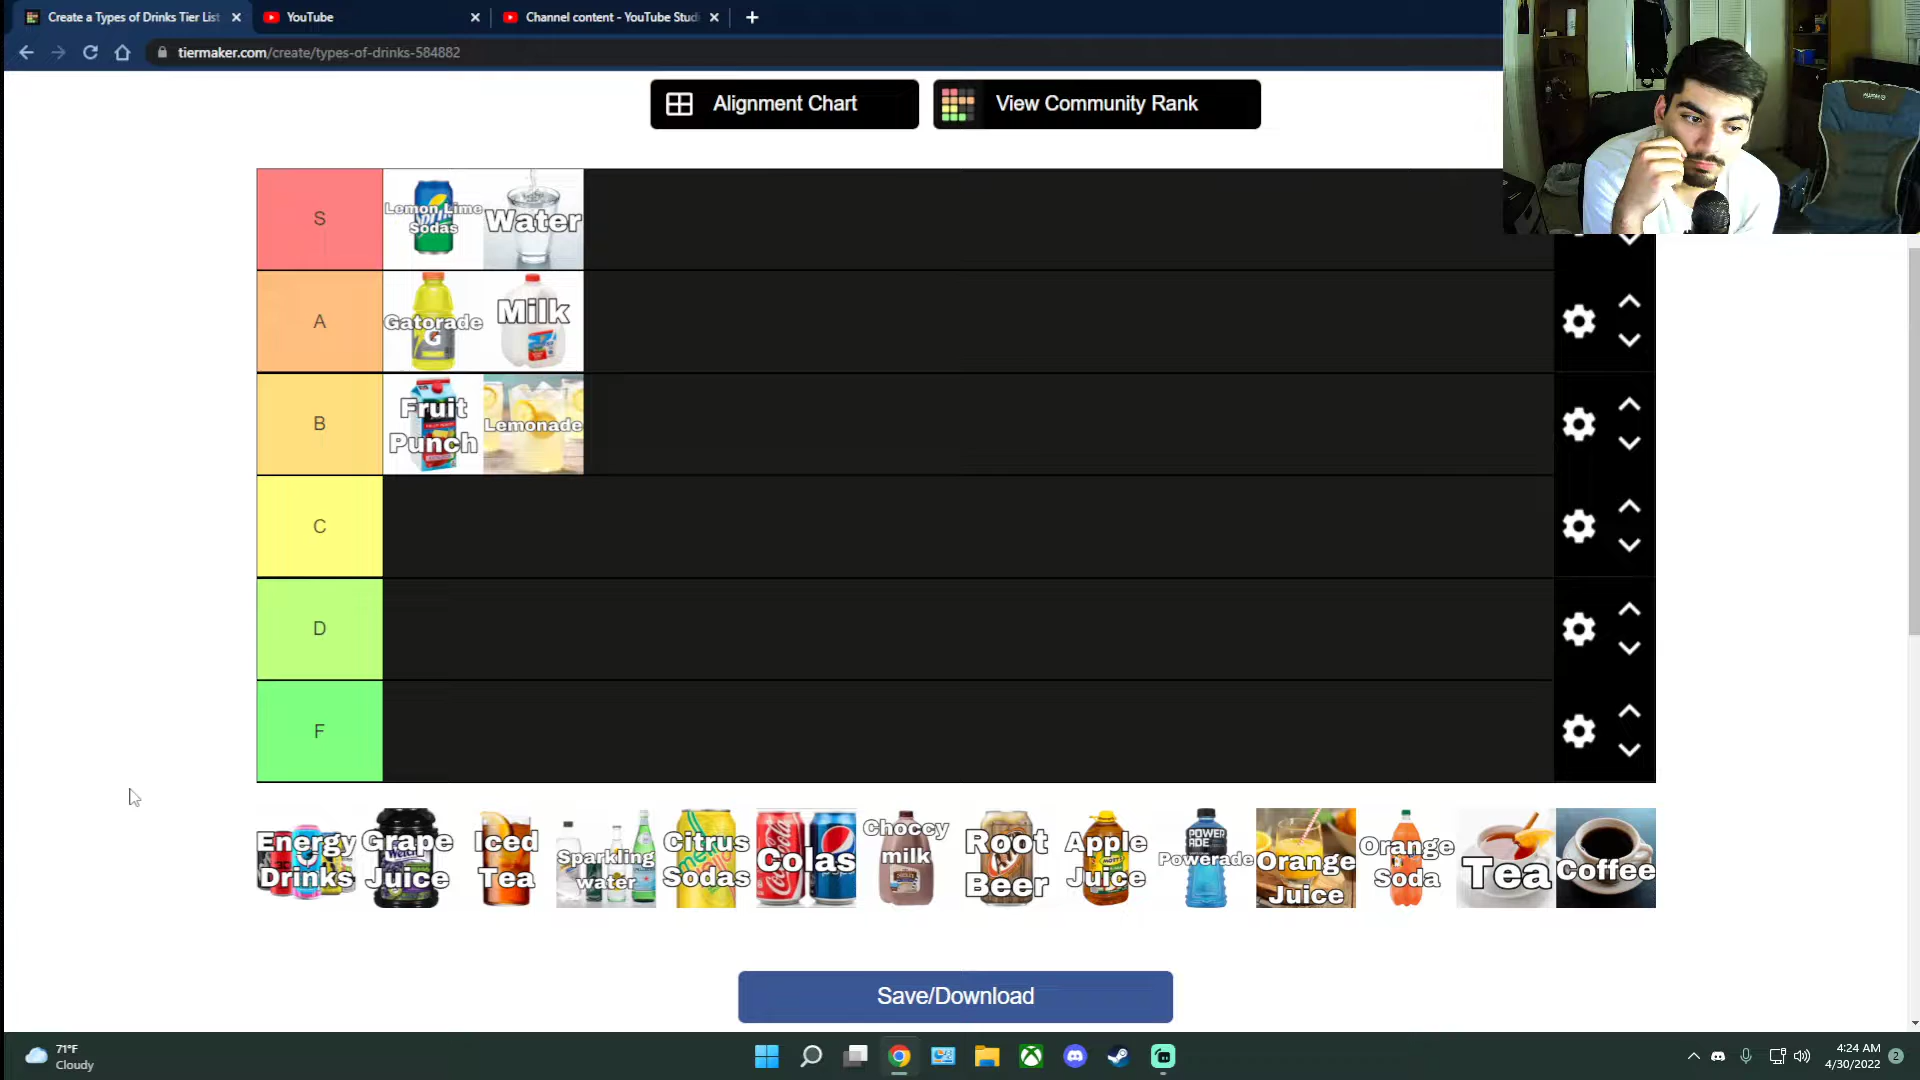 Create a Types of Drinks Tier List
YouTube
Channel content - YouTube Studi
tiermaker.com/create/types-of-drinks-584882
Alignment Chart
View Community Rank
S
Lemon Lime
Sodas
Water
A
Gatorade
G
Milk
B
Fruit
Punch
Lemonade
C
D
F
Energy
Drinks
Grape
Juice
Iced
Tea
Sparkling
water
Citrus
Sodas
Colas
Choccy
milk
Root
Beer
Apple
Juice
POWER
ADE
Powerade
Orange
Juice
Orange
Soda
Tea
Coffee
Save/Download
71°F
Cloudy
4:24 AM
4/30/2022
2